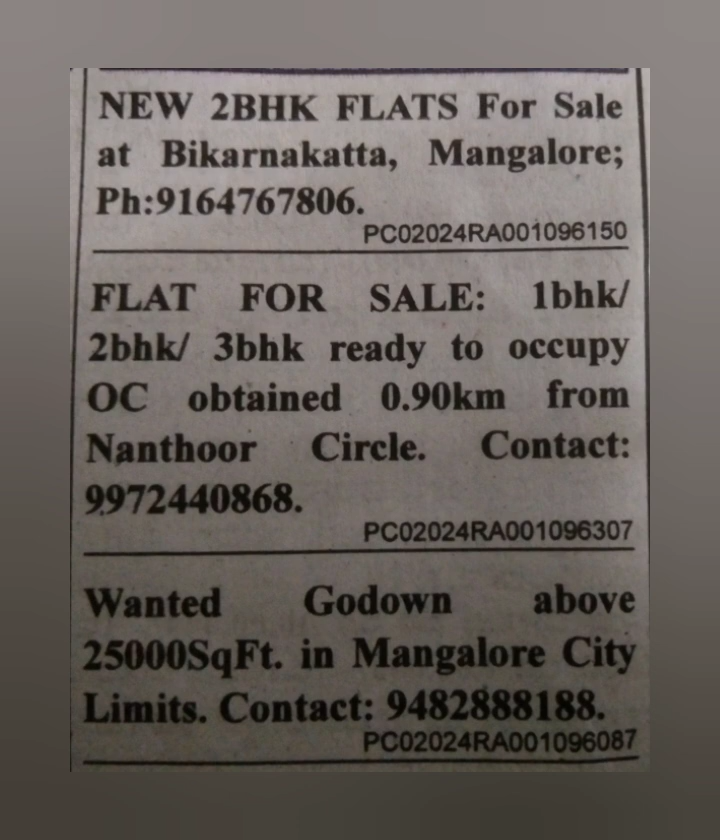 NEW 2BHK FLATS For Sale
at Bikarnakatta, Mangalore;
Ph:9164767806.
PC02024RA001096150
FLAT FOR SALE: 1bhk/
2bhk/ 3bhk ready to occupy
OC obtained 0.90km from
Nanthoor Circle. Contact:
9972440868.
PC02024RA001096307
Wanted Godown above
25000SqFt. in Mangalore City
Limits. Contact: 9482888188.
PC02024RA001096087